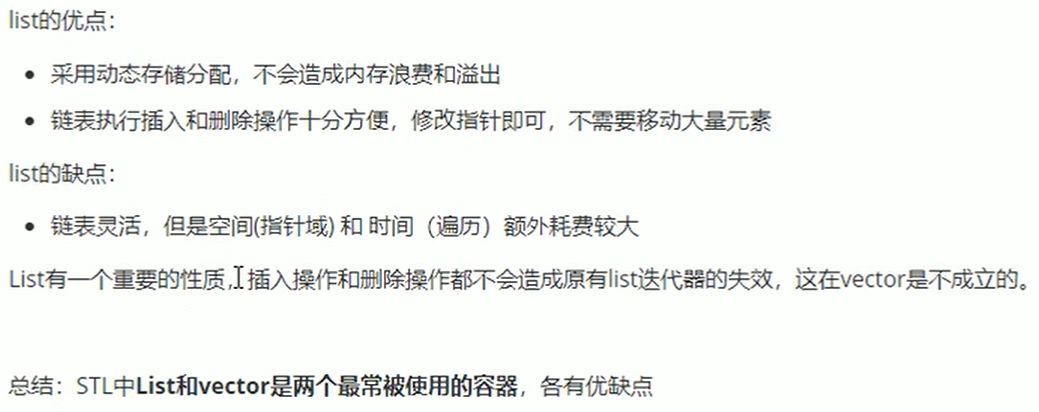 list的优点：
采用动态存储分配，不会造成内存浪费和溢出
链表执行插入和删除操作十分方便，修改指针即可，不需要移动大量元素
list的缺点：
链表灵活，但是空间(指针域) 和 时间（遍历）额外耗费较大
List有一个重要的性质，插入操作和删除操作都不会造成原有list迭代器的失效，这在vector是不成立的。
总结：STL中List和vector是两个最常被使用的容器，各有优缺点